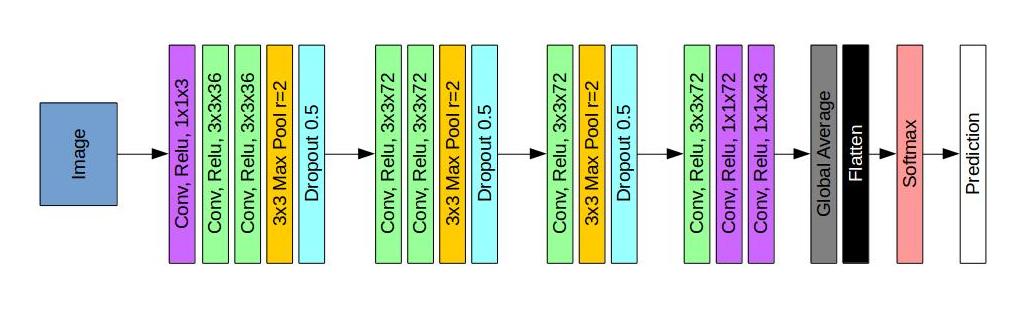 Image
Conv, Relu, 1x1x3
Conv, Relu, 3x3x36
Conv, Relu, 3x3x36
3x3 Max Pool r=2
Dropout 0.5
Conv, Relu, 3x3x72
Conv, Relu, 3x3x72
3x3 Max Pool r=2
Dropout 0.5
Conv, Relu, 3x3x72
3x3 Max Pool r=2
Dropout 0.5
Conv, Relu, 3x3x72
Conv, Relu, 1x1x72
Conv, Relu, 1x1x43
Global Average
Flatten
Softmax
Prediction